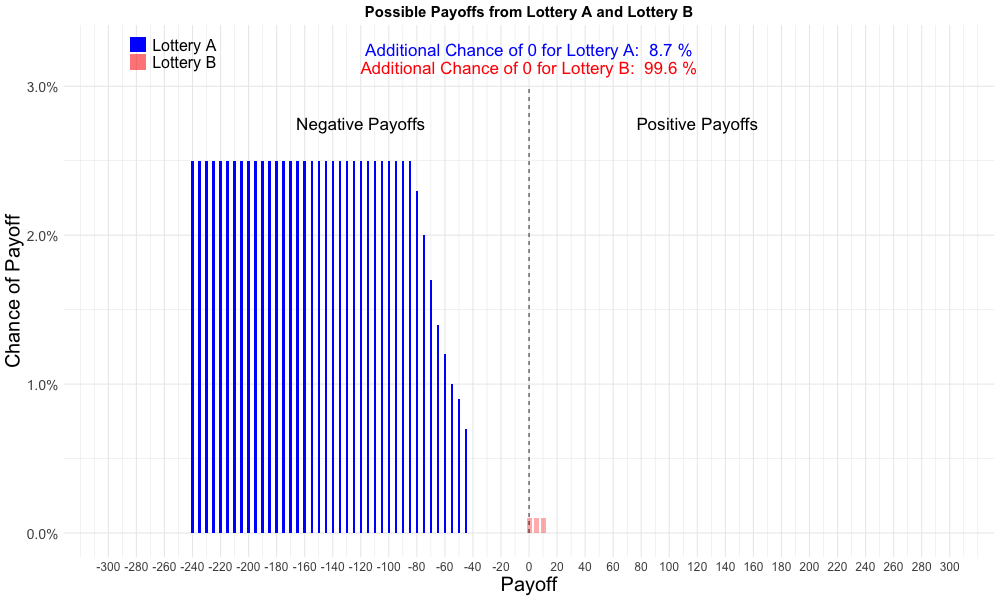 Possible Payoffs from Lottery A and Lottery B
Lottery A
Lottery B
Additional Chance of 0 for Lottery A:  8.7 %
Additional Chance of 0 for Lottery B:  99.6 %
Negative Payoffs
Positive Payoffs
Chance of Payoff
3.0%
2.0%
1.0%
0.0%
-300 -280 -260 -240 -220 -200 -180 -160 -140 -120 -100 -80 -60 -40 -20 0 20 40 60 80 100 120 140 160 180 200 220 240 260 280 300
Payoff